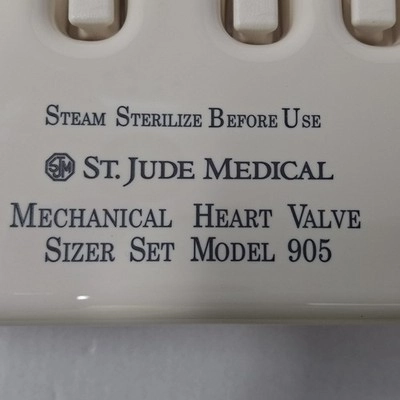 Steam Sterilize Before Use
SJM St. Jude Medical
Mechanical Heart Valve
Sizer Set Model 905